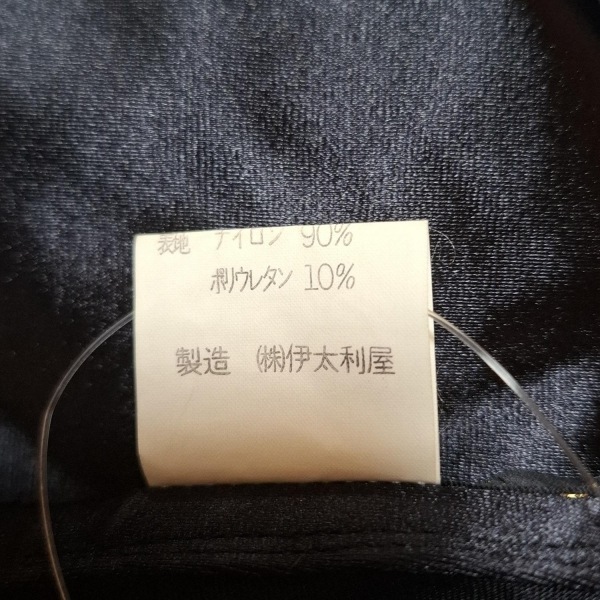 表地 ナイロン 90%
ポリウレタン 10%
製造 (株)伊太利屋